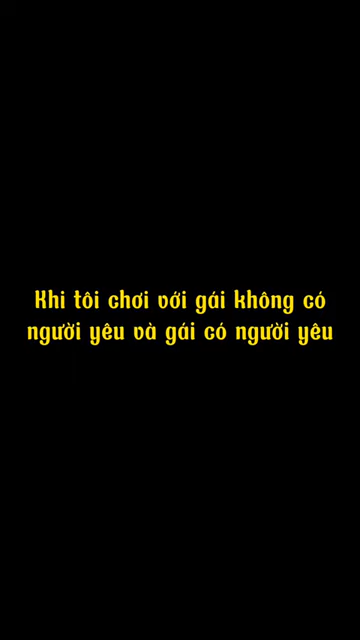 Khi tôi chơi với gái không có
người yêu và gái có người yêu